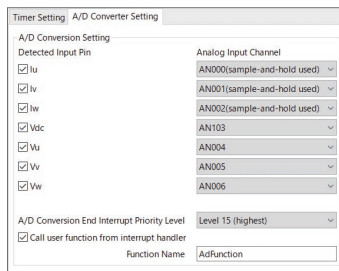 Timer Setting A/D Converter Setting
A/D Conversion Setting
Detected Input Pin Analog Input Channel
Iu AN000(sample-and-hold used)
Iv AN001(sample-and-hold used)
Iw AN002(sample-and-hold used)
Vdc AN103
Vu AN004
Vv AN005
Vw AN006
A/D Conversion End Interrupt Priority Level Level 15 (highest)
Call user function from interrupt handler
Function Name AdFunction